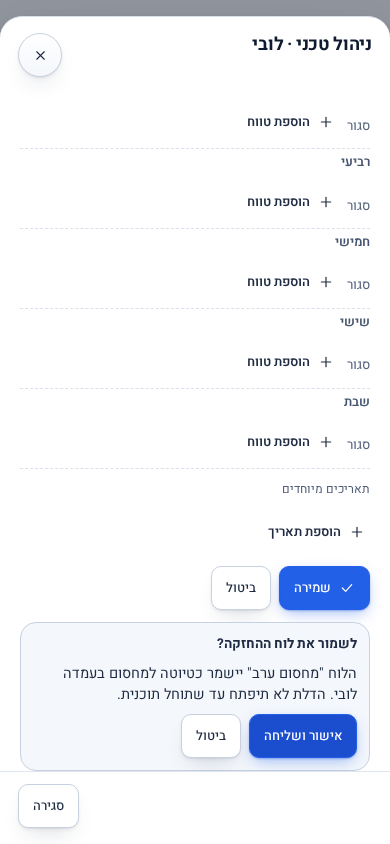 ניהול טכני · לובי
סגור + הוספת טווח
רביעי
סגור + הוספת טווח
חמישי
סגור + הוספת טווח
שישי
סגור + הוספת טווח
שבת
סגור + הוספת טווח
תאריכים מיוחדים
+ הוספת תאריך
שמירה ביטול
לשמור את לוח ההחזקה?
הלוח "מחסום ערב" יישמר כטיוטה למחסום בעמדה
לובי. הדלת לא תיפתח עד שתוחל תוכנית.
אישור ושליחה ביטול
סגירה